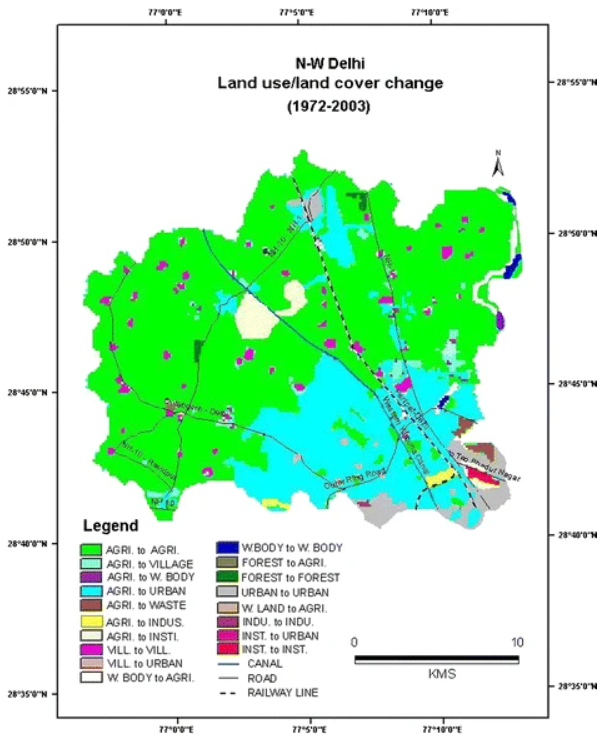 77°0'0"E 77°5'0"E 77°10'0"E
N-W Delhi
Land use/land cover change
(1972-2003)
28°55'0"N 28°55'0"N
N
28°50'0"N 28°50'0"N
28°45'0"N 28°45'0"N
Outer Ring Road
NH-10
28°40'0"N 28°40'0"N
28°35'0"N 28°35'0"N
Legend
AGRI. to AGRI.
AGRI. to VILLAGE
AGRI. to W. BODY
AGRI. to URBAN
AGRI. to WASTE
AGRI. to INDUS.
AGRI. to INSTI.
VILL. to VILL.
VILL. to URBAN
W. BODY to AGRI.
W.BODY to W. BODY
FOREST to AGRI.
FOREST to FOREST
URBAN to URBAN
W. LAND to AGRI.
INDU. to INDU.
INST. to URBAN
INST. to INST.
CANAL
ROAD
RAILWAY LINE
0 10
KMS
77°0'0"E 77°5'0"E 77°10'0"E